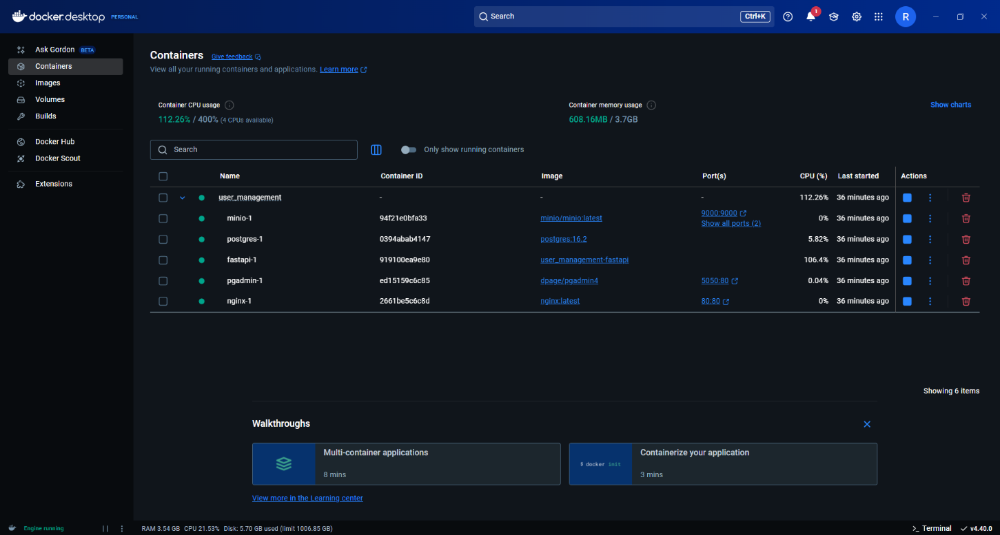 docker.desktop PERSONAL
Search Ctrl+K 1 R
Ask Gordon BETA
Containers
Images
Volumes
Builds
Docker Hub
Docker Scout
Extensions
Containers Give feedback
View all your running containers and applications. Learn more
Container CPU usage
112.26% / 400% (4 CPUs available)
Container memory usage
608.16MB / 3.7GB
Show charts
Search
Only show running containers
Name Container ID Image Port(s) CPU (%) Last started Actions
user_management - - - 112.26% 36 minutes ago
minio-1 94f21e0bfa33 minio/minio:latest 9000:9000 0% 36 minutes ago
Show all ports (2)
postgres-1 0394abab4147 postgres:16.2 5.82% 36 minutes ago
fastapi-1 919100ea9e80 user_management-fastapi 106.4% 36 minutes ago
pgadmin-1 ed15159c6c85 dpage/pgadmin4 5050:80 0.04% 36 minutes ago
nginx-1 2661be5c6c8d nginx:latest 80:80 0% 36 minutes ago
Showing 6 items
Walkthroughs
Multi-container applications
8 mins
$ docker init
Containerize your application
3 mins
View more in the Learning center
Engine running
RAM 3.54 GB CPU 21.53% Disk: 5.70 GB used (limit 1006.85 GB)
>_ Terminal v4.40.0